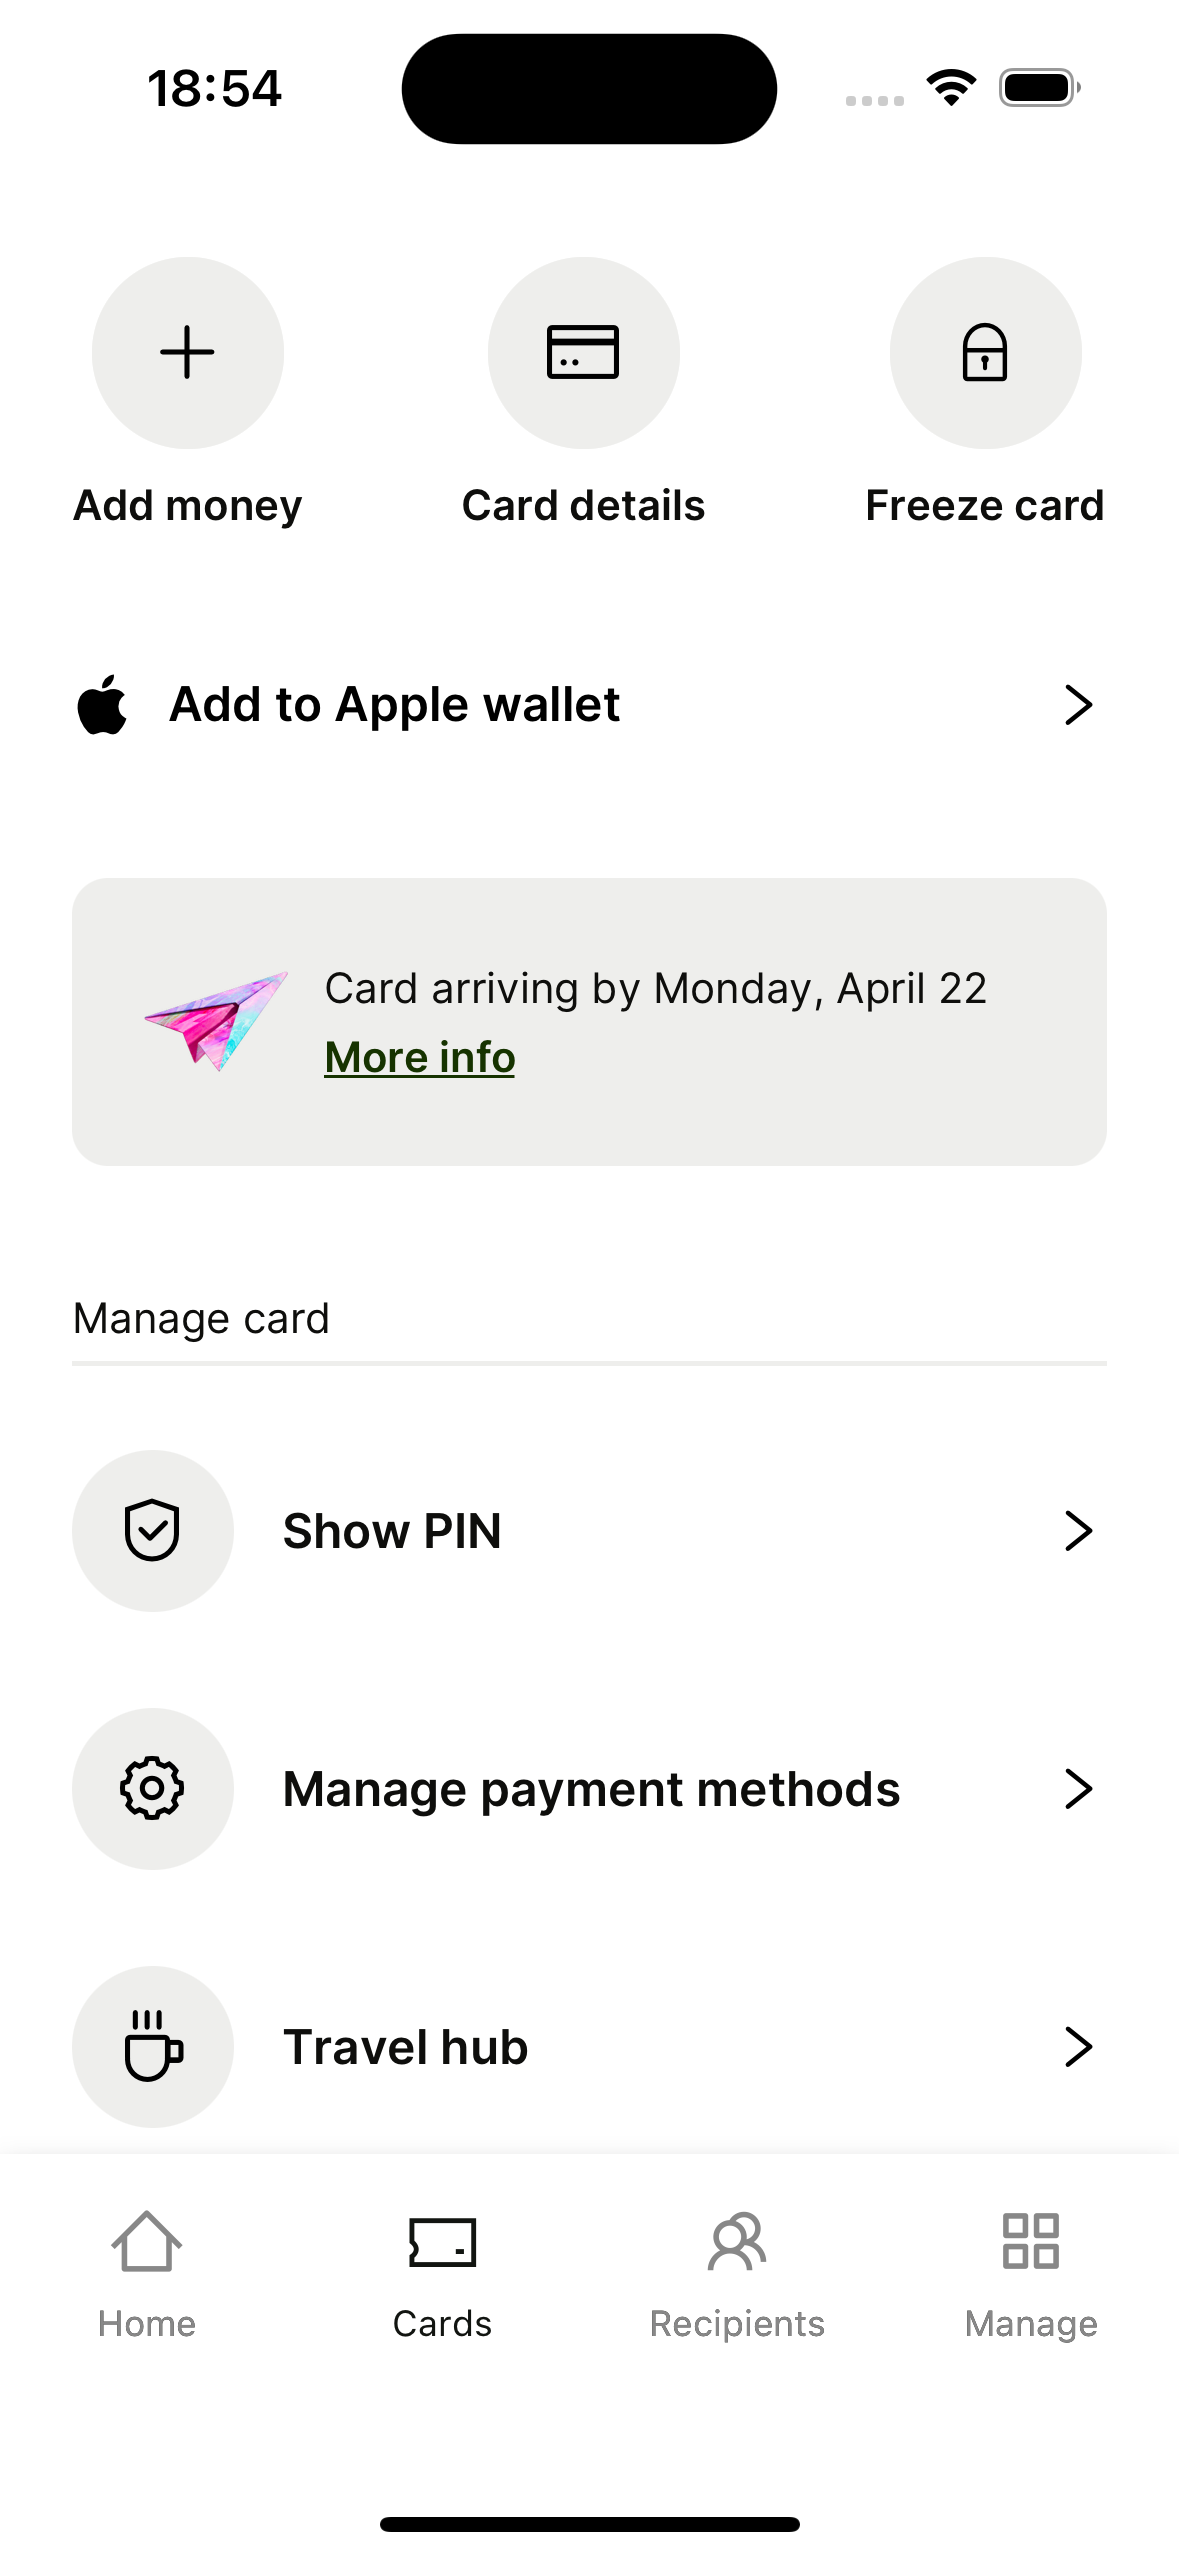 18:54
Add money
Card details
Freeze card
Add to Apple wallet
Card arriving by Monday, April 22
More info
Manage card
Show PIN
Manage payment methods
Travel hub
Home
Cards
Recipients
Manage